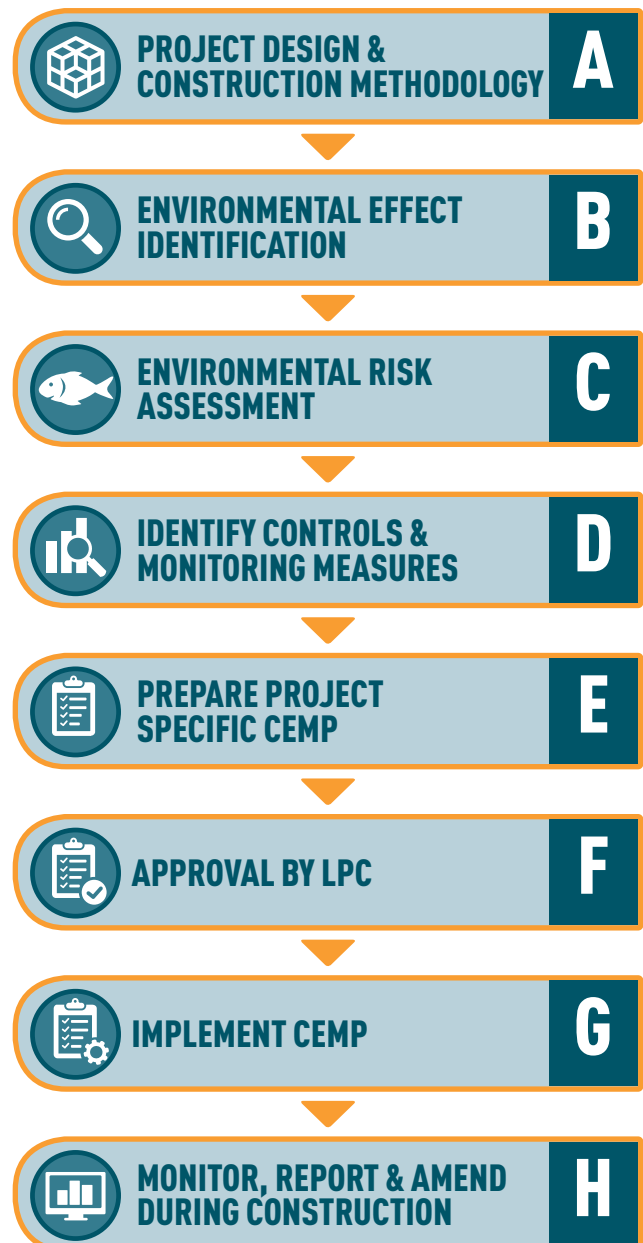 PROJECT DESIGN &
CONSTRUCTION METHODOLOGY
A
ENVIRONMENTAL EFFECT
IDENTIFICATION
B
ENVIRONMENTAL RISK
ASSESSMENT
C
IDENTIFY CONTROLS &
MONITORING MEASURES
D
PREPARE PROJECT
SPECIFIC CEMP
E
APPROVAL BY LPC
F
IMPLEMENT CEMP
G
MONITOR, REPORT & AMEND
DURING CONSTRUCTION
H